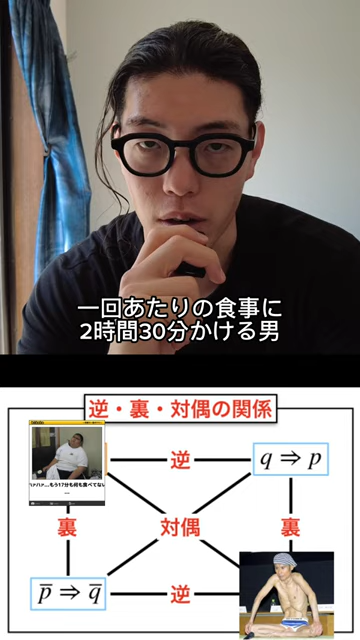 一回あたりの食事に
2時間30分かける男
逆・裏・対偶の関係
逆
q ⇒ p
裏
対偶
裏
p̅ ⇒ q̅
逆